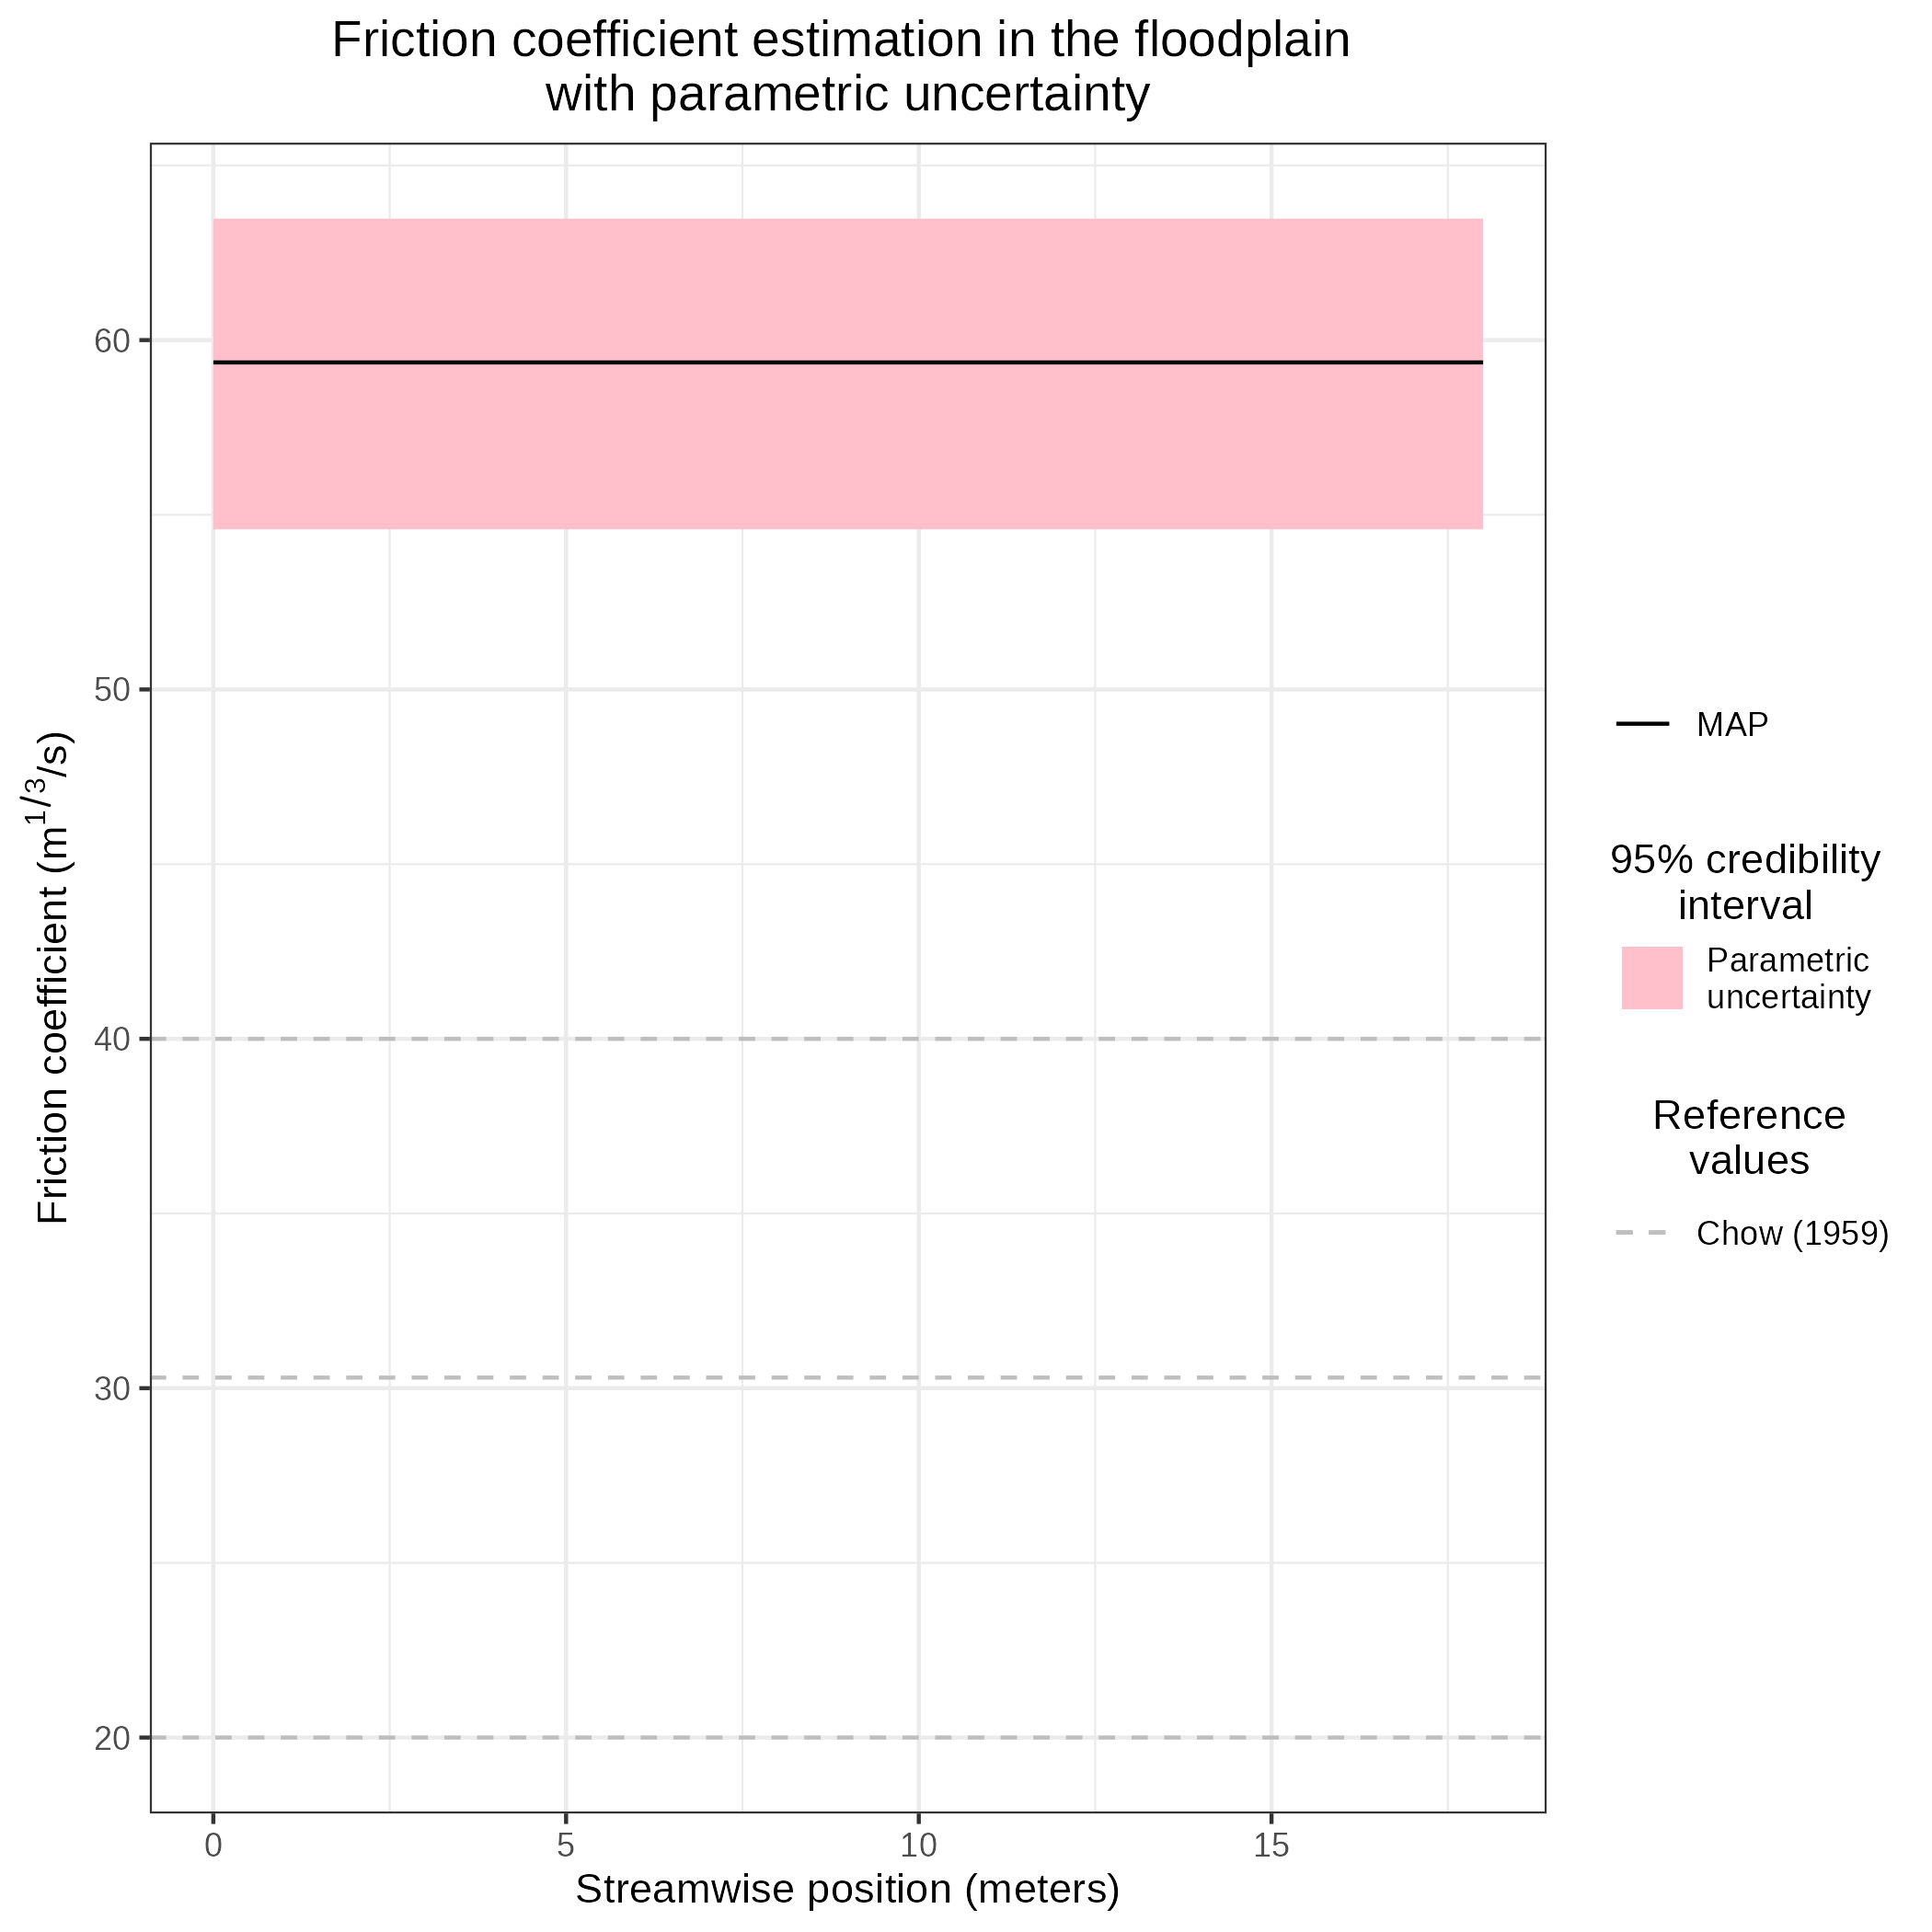 Friction coefficient estimation in the floodplain
with parametric uncertainty
Friction coefficient (m^1/^3/s)
60
50
40
30
20
0
5
10
15
Streamwise position (meters)
MAP
95% credibility
interval
Parametric
uncertainty
Reference
values
Chow (1959)